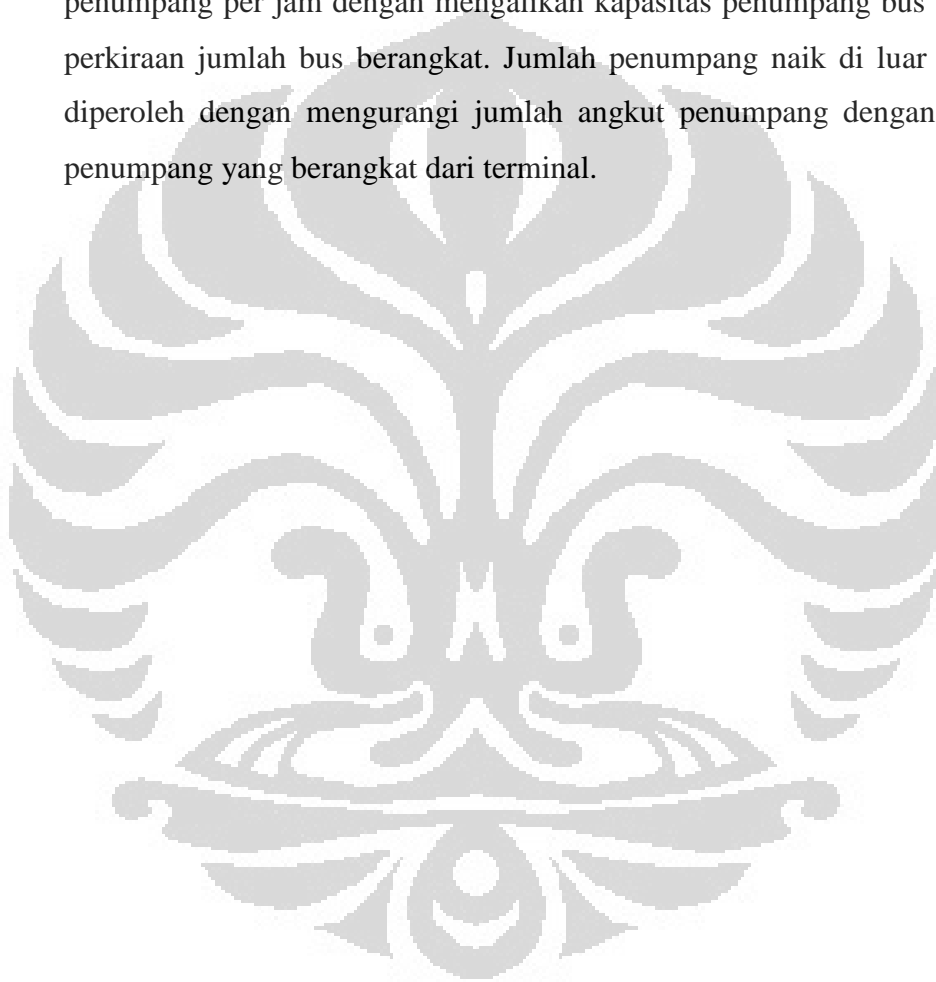 penumpang per jam dengan mengalikan kapasitas penumpang bus
perkiraan jumlah bus berangkat. Jumlah penumpang naik di luar
diperoleh dengan mengurangi jumlah angkut penumpang dengan
penumpang yang berangkat dari terminal.